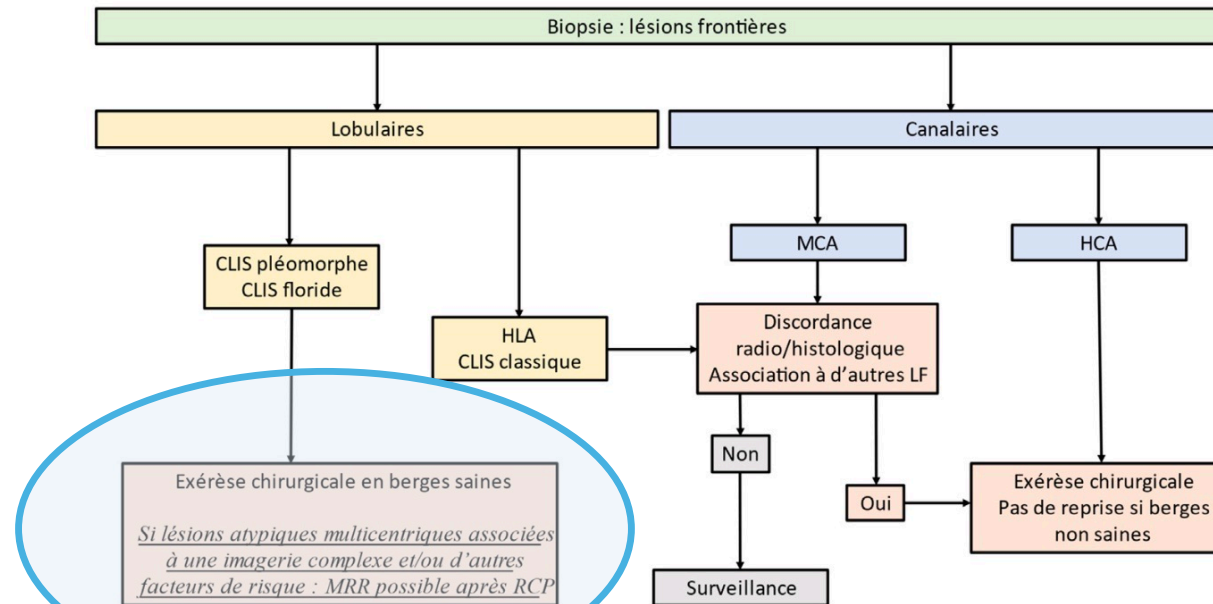 Biopsie : lésions frontières
Lobulaires
Canalaires
CLIS pléomorphe
CLIS floride
HLA
CLIS classique
MCA
HCA
Discordance
radio/histologique
Association à d'autres LF
Non
Oui
Exérèse chirurgicale en berges saines
Si lésions atypiques multicentriques associées
à une imagerie complexe et/ou d'autres
facteurs de risque : MRR possible après RCP
Surveillance
Exérèse chirurgicale
Pas de reprise si berges
non saines